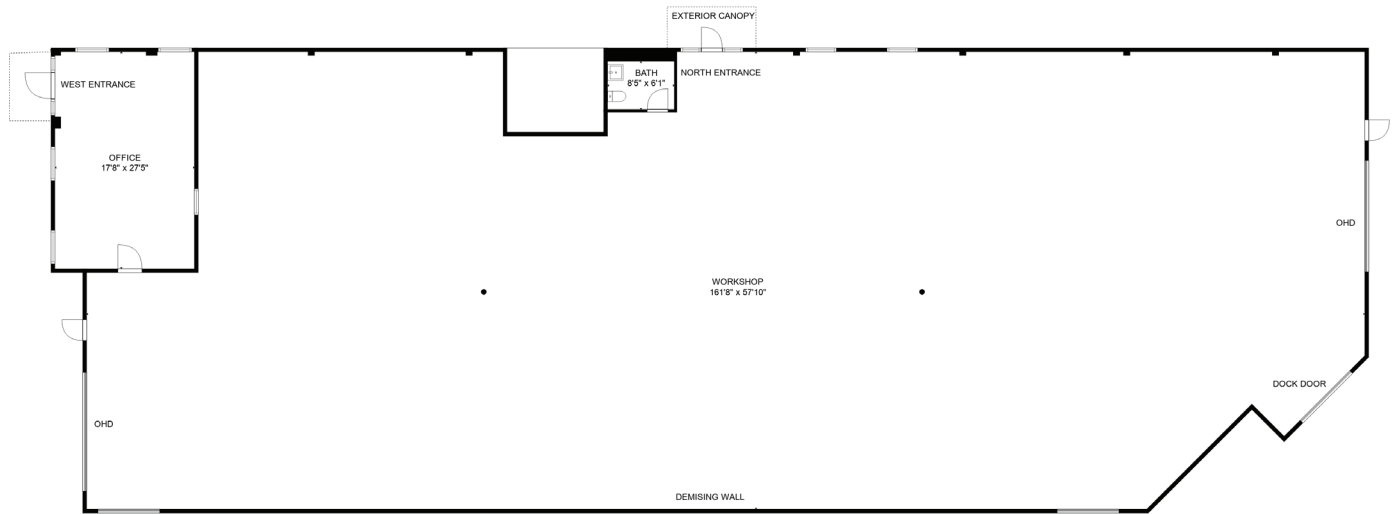 EXTERIOR CANOPY
BATH
8'5" x 6'1"
NORTH ENTRANCE
WEST ENTRANCE
OFFICE
17'8" x 27'5"
OHD
WORKSHOP
161'8" x 57'10"
DOCK DOOR
OHD
DEMISING WALL